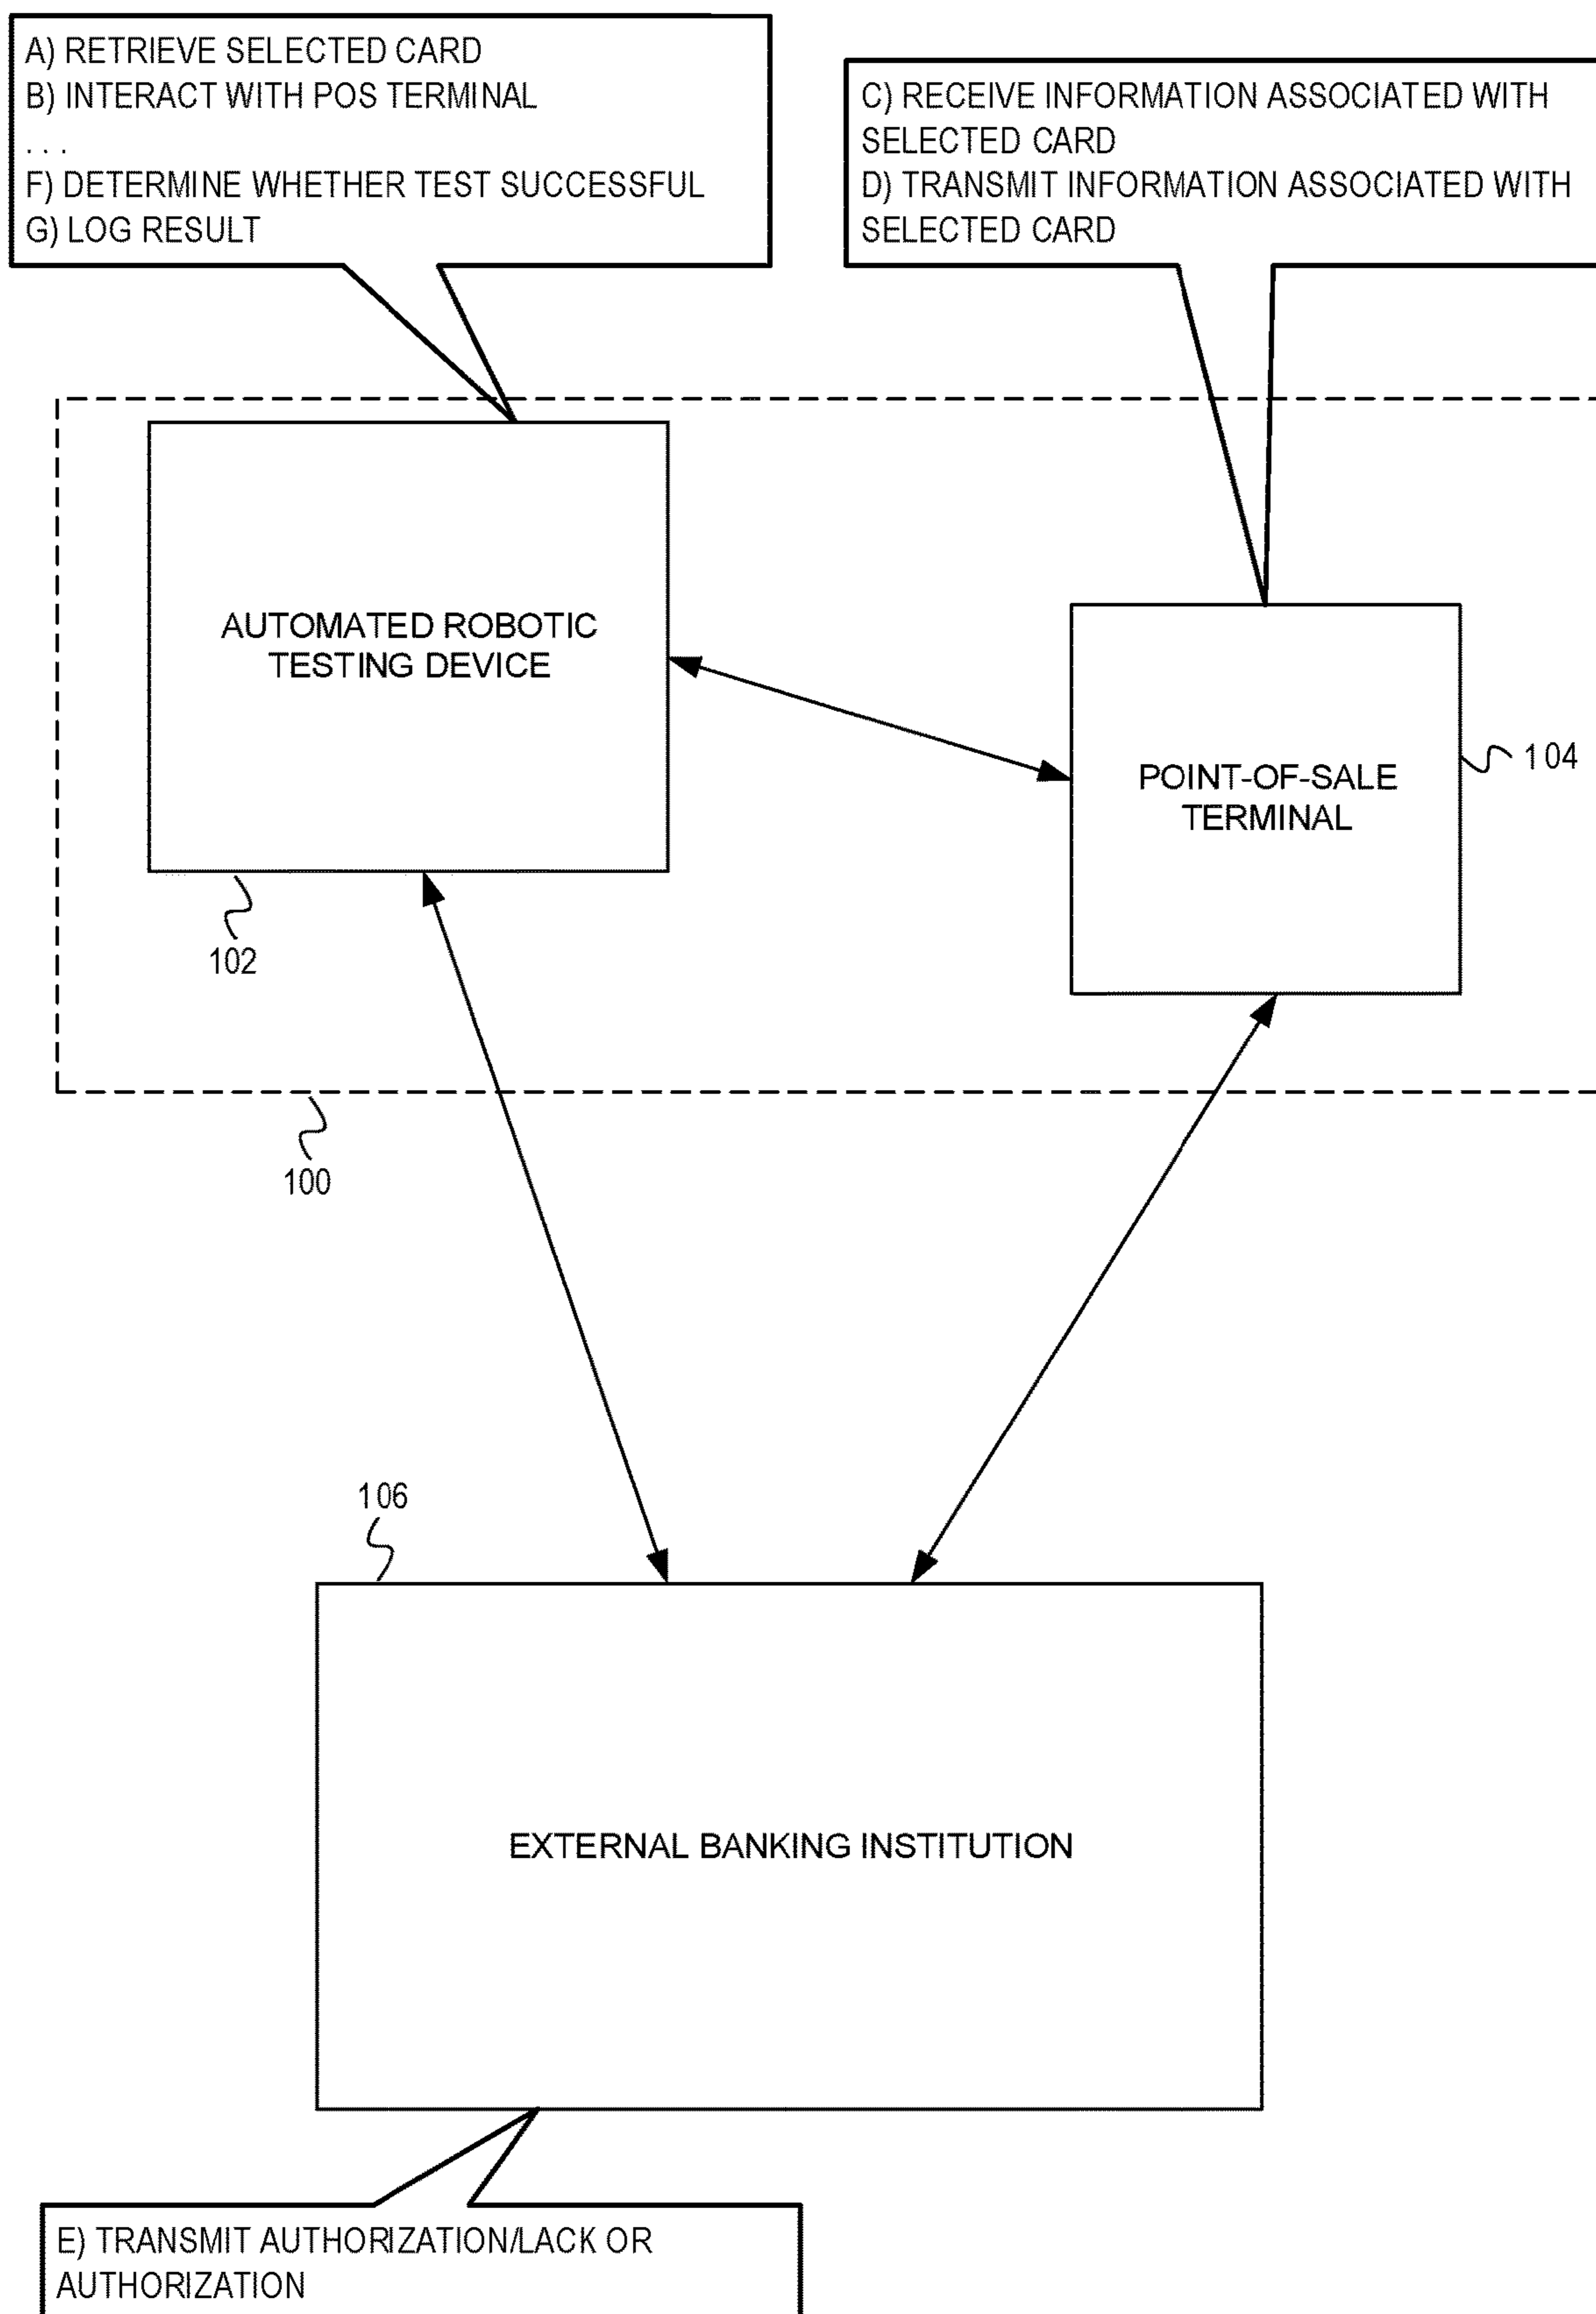 A) RETRIEVE SELECTED CARD
B) INTERACT WITH POS TERMINAL
. . .
F) DETERMINE WHETHER TEST SUCCESSFUL
G) LOG RESULT
C) RECEIVE INFORMATION ASSOCIATED WITH
SELECTED CARD
D) TRANSMIT INFORMATION ASSOCIATED WITH
SELECTED CARD
AUTOMATED ROBOTIC
TESTING DEVICE
POINT-OF-SALE
TERMINAL
104
102
100
106
EXTERNAL BANKING INSTITUTION
E) TRANSMIT AUTHORIZATION/LACK OR
AUTHORIZATION